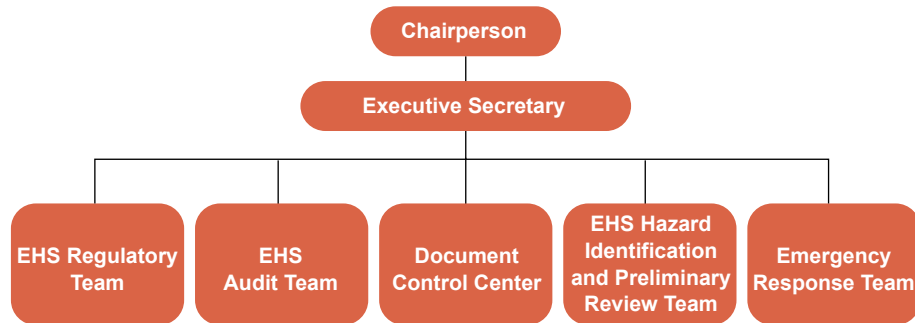 Chairperson
Executive Secretary
EHS Regulatory
Team
EHS
Audit Team
Document
Control Center
EHS Hazard
Identification
and Preliminary
Review Team
Emergency
Response Team